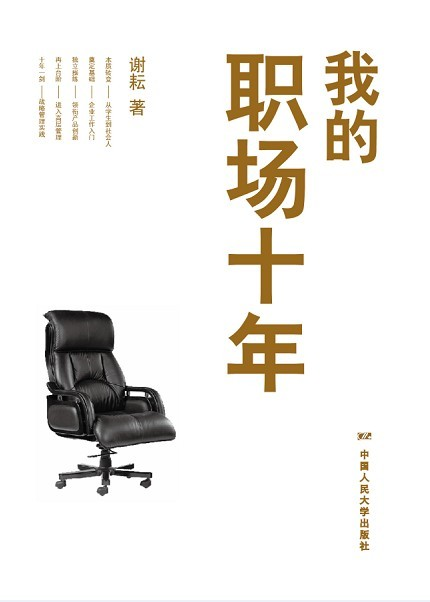 我的
职场十年
谢耘 著
本质转变——从学生到社会人
奠定基础——企业工作入门
独立操练——领衔产品创新
再上台阶——进入高层管理
十年一剑——战略管理实践
中国人民大学出版社